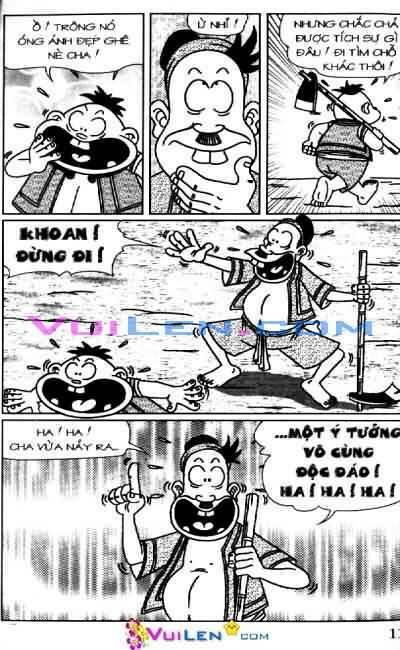 Ồ! TRÔNG NÓ
ÓNG ÁNH ĐẸP GHÊ
NÈ CHA!
Ừ NHỈ!
NHƯNG CHẮC CHẢ
ĐƯỢC TÍCH SỰ GÌ
ĐÂU! ĐI TÌM CHỖ
KHÁC THÔI!
KHOAN!
ĐỪNG ĐI!
VuiLen.com
HA! HA!
CHA VỪA NẢY RA...
...MỘT Ý TƯỞNG
VÔ CÙNG
ĐỘC ĐÁO!
HA! HA! HA!
VuiLen.com